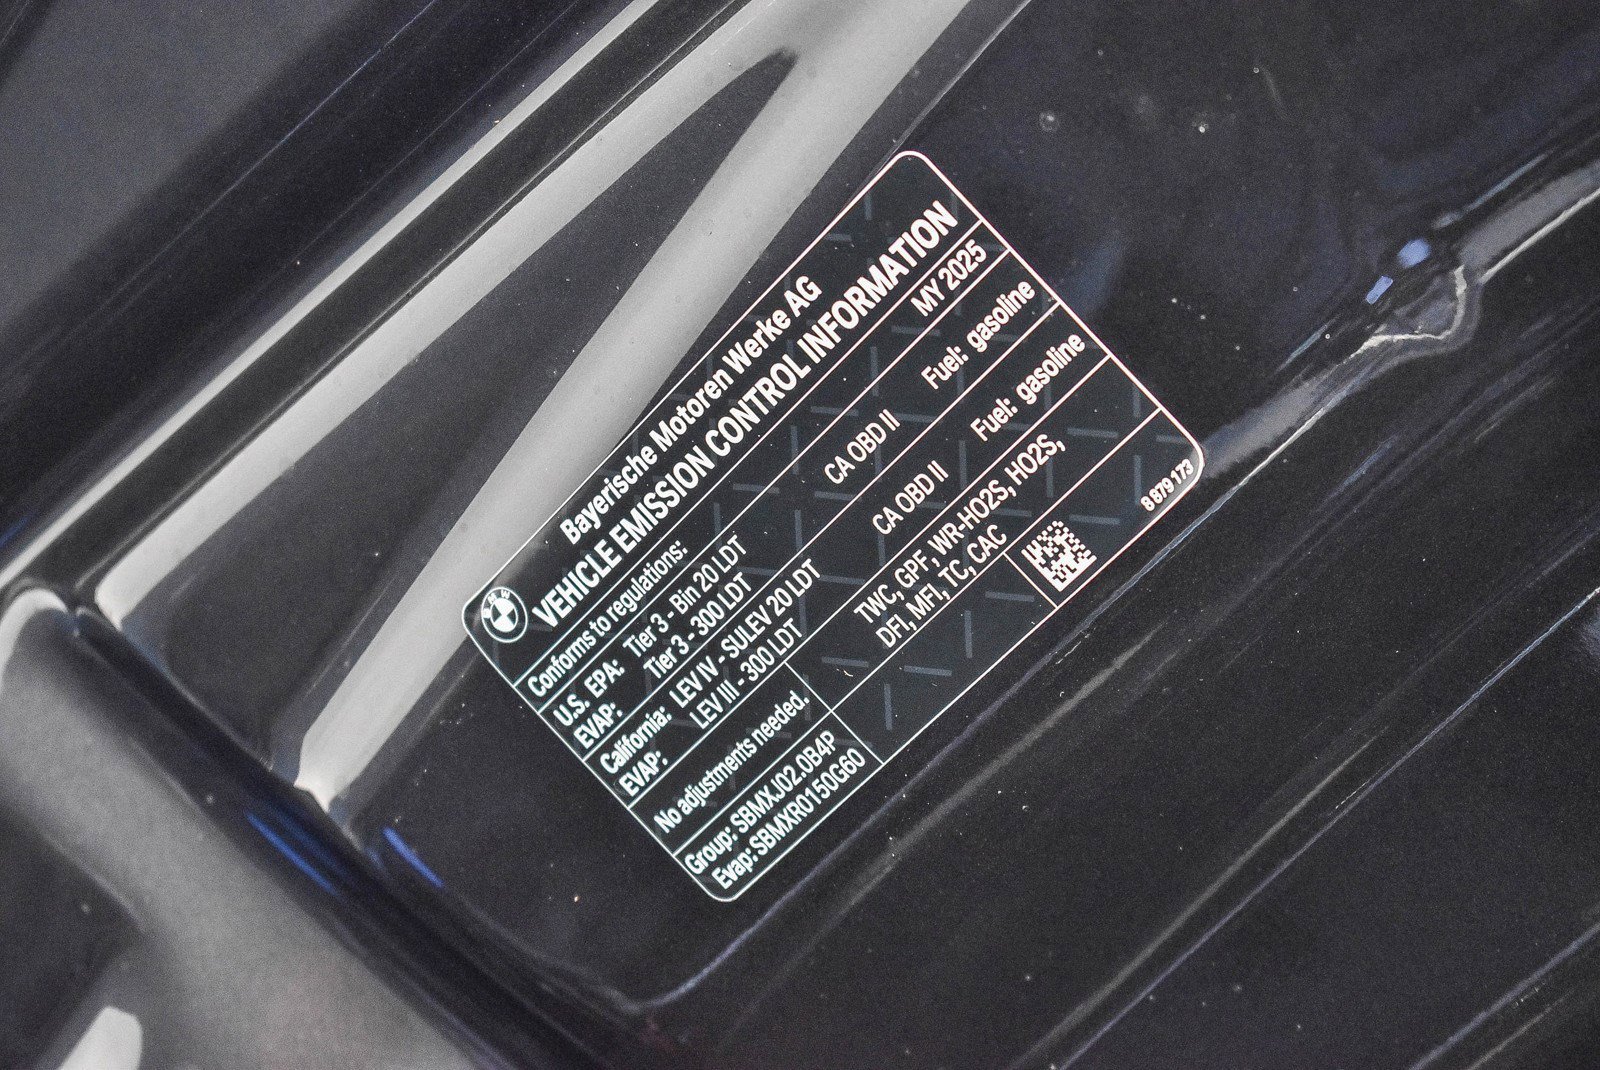 BMW
Bayerische Motoren Werke AG
VEHICLE EMISSION CONTROL INFORMATION
Conforms to regulations: MY 2025
U.S. EPA: Tier 3 - Bin 20 LDT CA OBD II Fuel: gasoline
EVAP: Tier 3 - 300 LDT
California: LEV IV - SULEV 20 LDT CA OBD II Fuel: gasoline
EVAP: LEV III - 300 LDT
No adjustments needed. TWC, GPF, WR-HO2S, HO2S,
DFI, MFI, TC, CAC
Group: SBMXJ02.0B4P
Evap: SBMXR0150G60
8 879 173